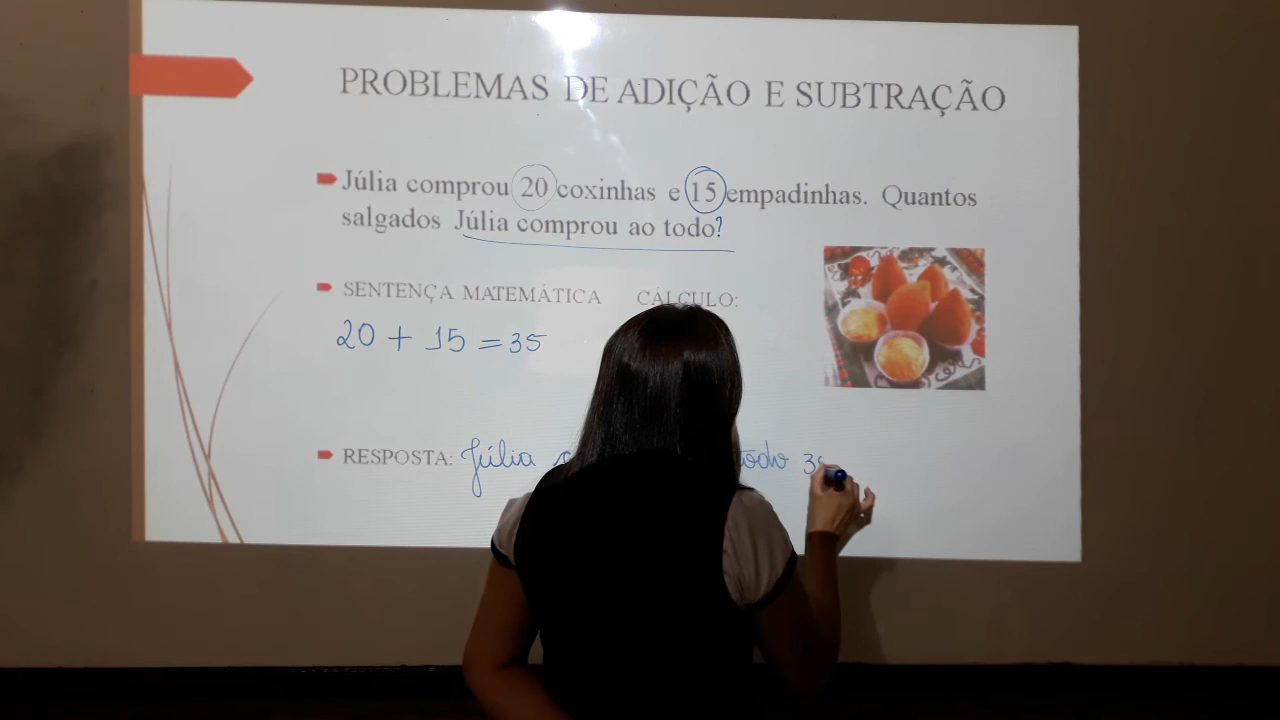 PROBLEMAS DE ADIÇÃO E SUBTRAÇÃO
Júlia comprou 20 coxinhas e 15 empadinhas. Quantos
salgados Júlia comprou ao todo?
SENTENÇA MATEMÁTICA CÁLCULO:
20 + 15 = 35
RESPOSTA: Júlia todo